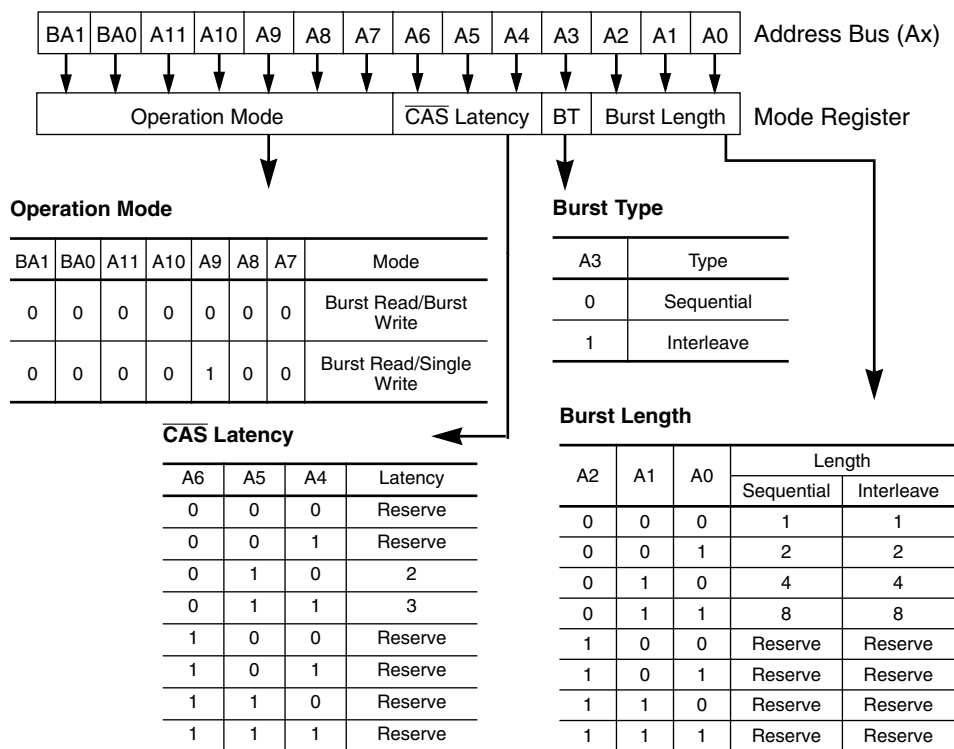 BA1 BA0 A11 A10 A9 A8 A7 A6 A5 A4 A3 A2 A1 A0 Address Bus (Ax)
Operation Mode CAS Latency BT Burst Length Mode Register
Operation Mode
BA1 BA0 A11 A10 A9 A8 A7 Mode
0 0 0 0 0 0 0 Burst Read/Burst
Write
0 0 0 0 1 0 0 Burst Read/Single
Write
Burst Type
A3 Type
0 Sequential
1 Interleave
CAS Latency
A6 A5 A4 Latency
0 0 0 Reserve
0 0 1 Reserve
0 1 0 2
0 1 1 3
1 0 0 Reserve
1 0 1 Reserve
1 1 0 Reserve
1 1 1 Reserve
Burst Length
A2 A1 A0 Length
Sequential Interleave
0 0 0 1 1
0 0 1 2 2
0 1 0 4 4
0 1 1 8 8
1 0 0 Reserve Reserve
1 0 1 Reserve Reserve
1 1 0 Reserve Reserve
1 1 1 Reserve Reserve